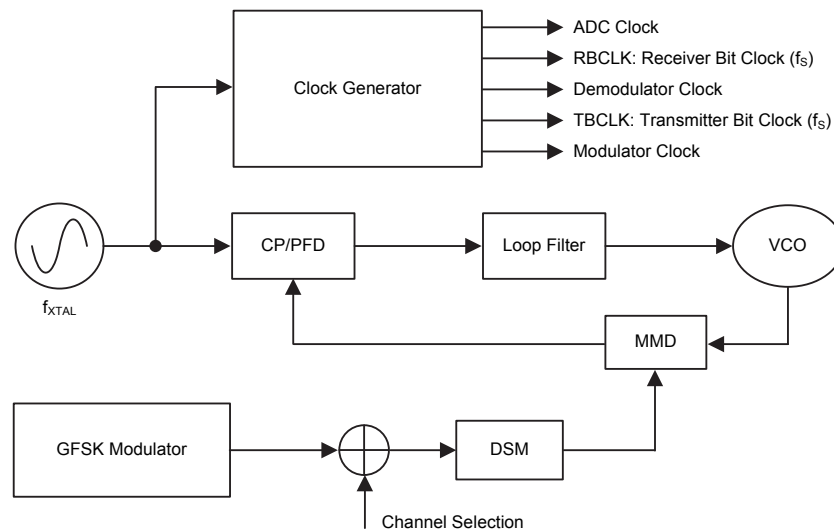 ADC Clock
RBCLK: Receiver Bit Clock (fS)
Clock Generator
Demodulator Clock
TBCLK: Transmitter Bit Clock (fS)
Modulator Clock
CP/PFD
Loop Filter
VCO
fXTAL
MMD
GFSK Modulator
DSM
Channel Selection